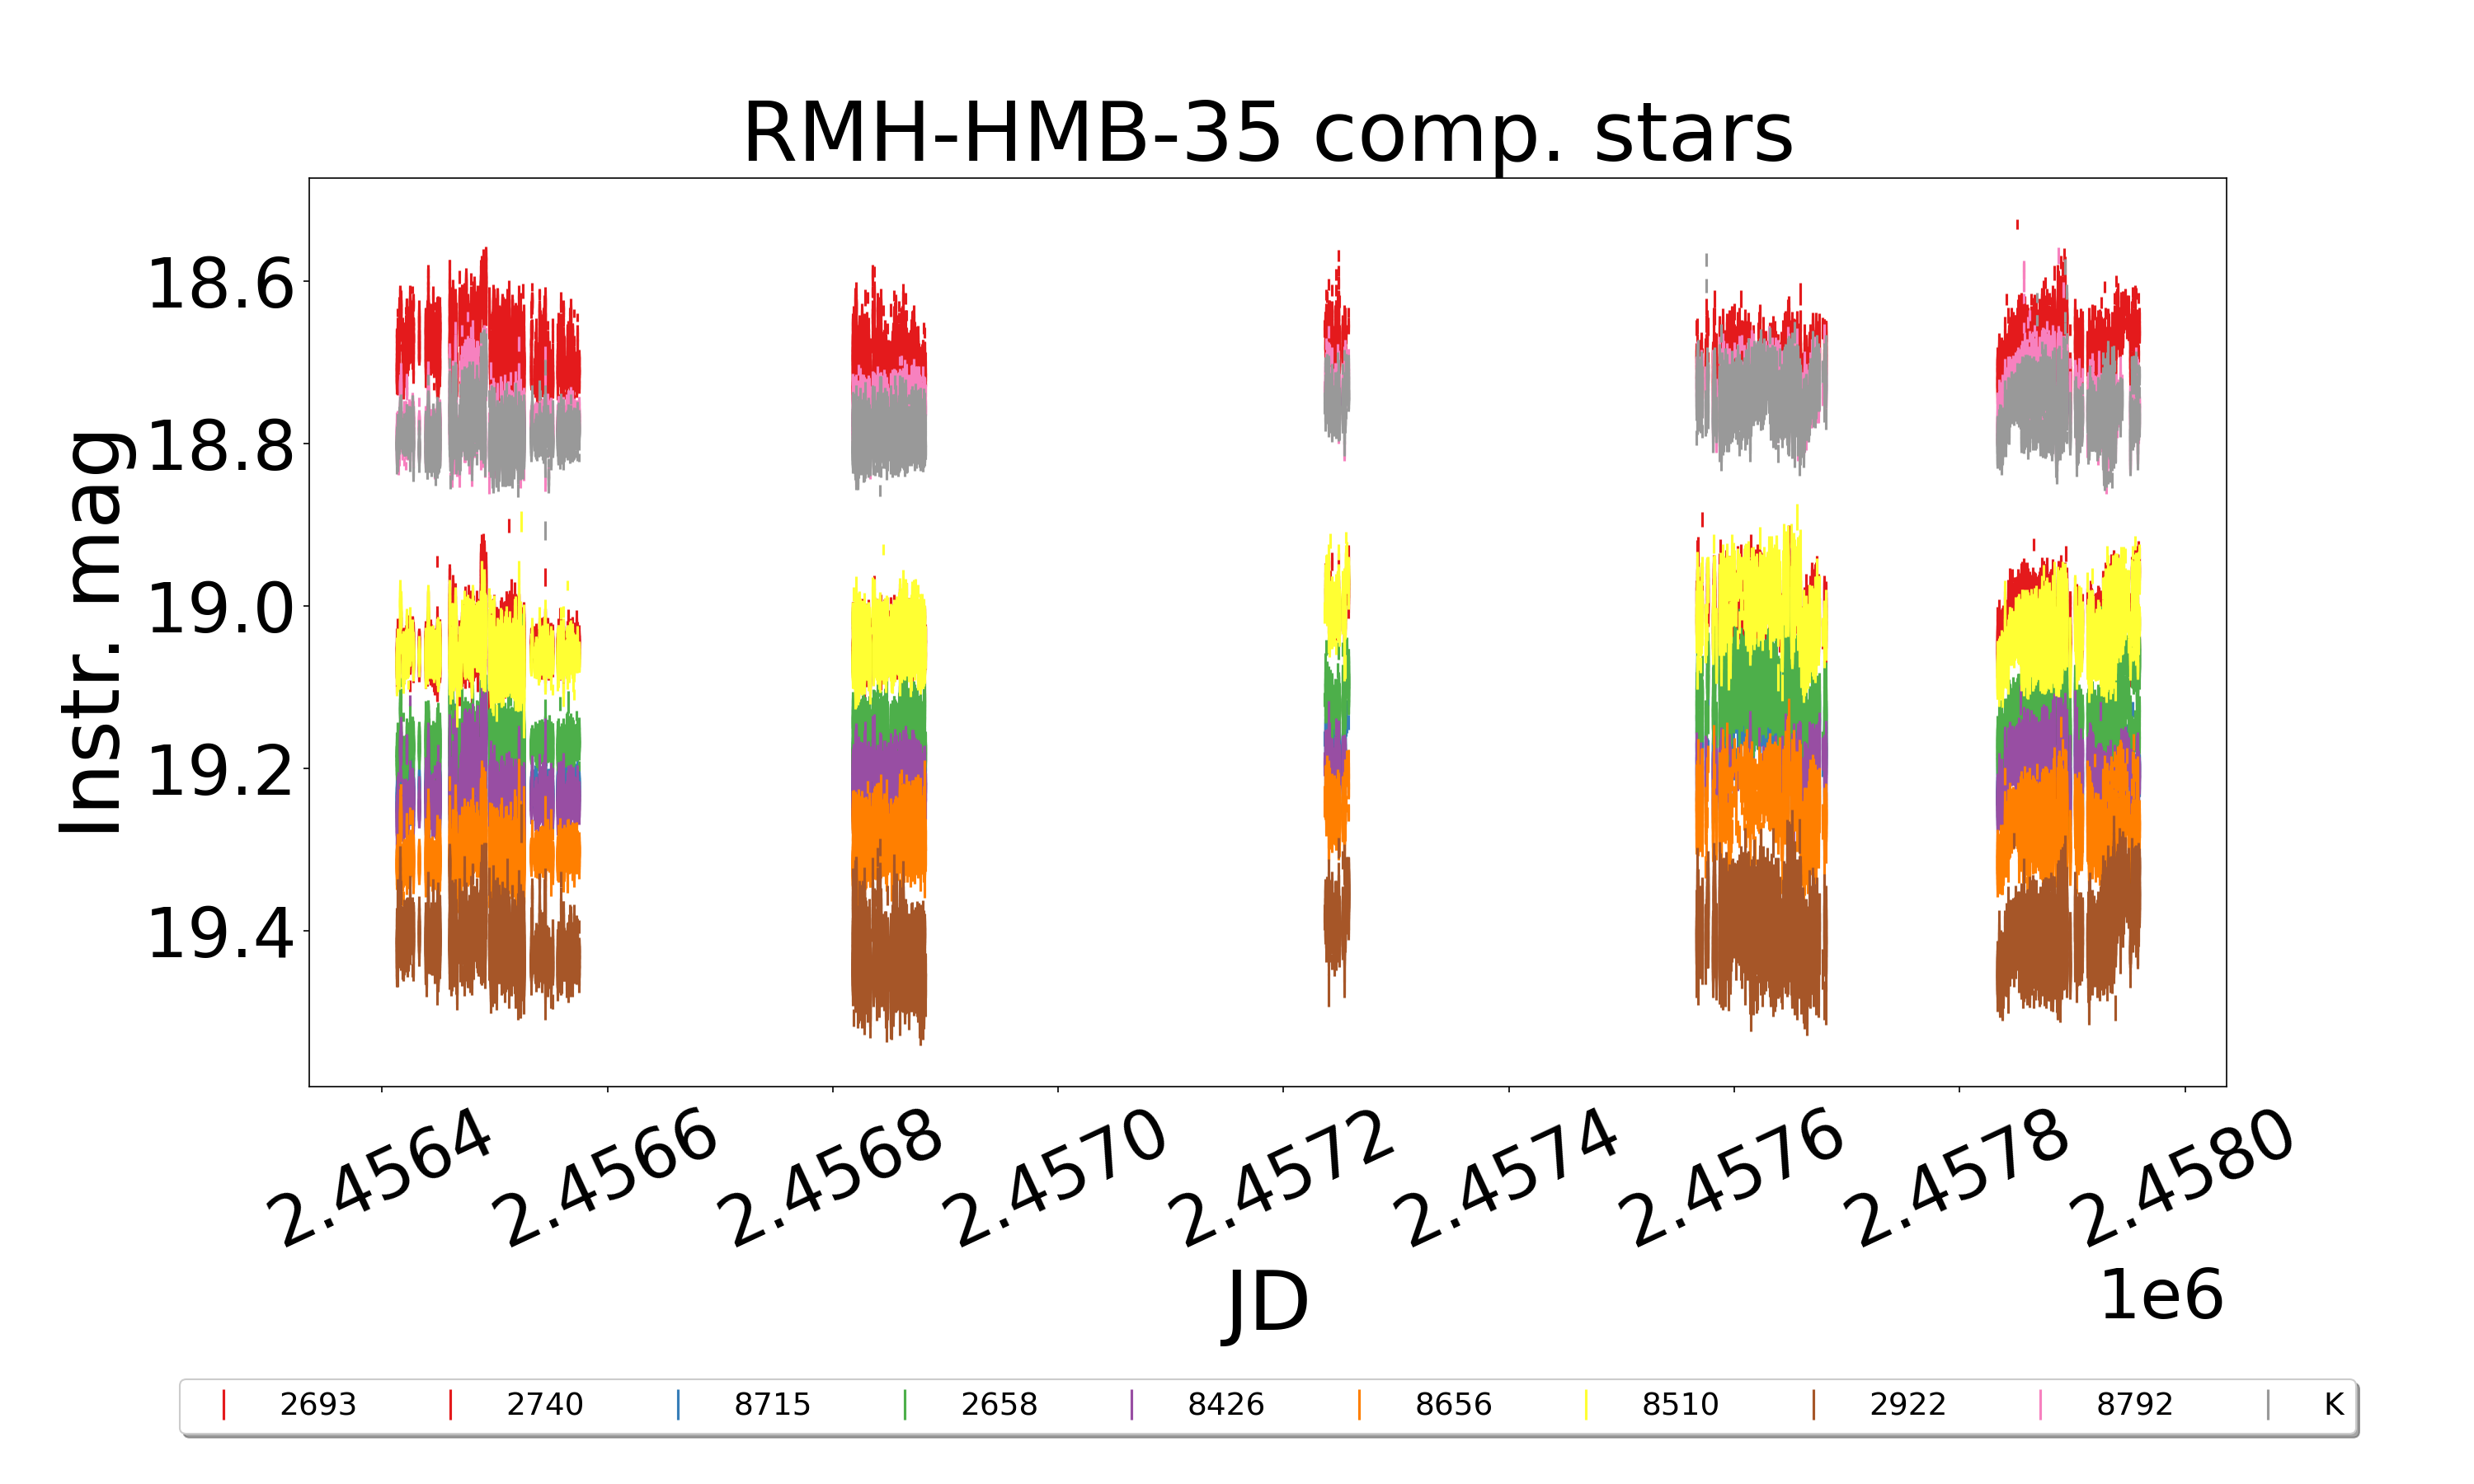 RMH-HMB-35 comp. stars
Instr. mag
18.6
18.8
19.0
19.2
19.4
2.4564 2.4566 2.4568 2.4570 2.4572 2.4574 2.4576 2.4578 2.4580
JD
1e6
2693 2740 8715 2658 8426 8656 8510 2922 8792 K